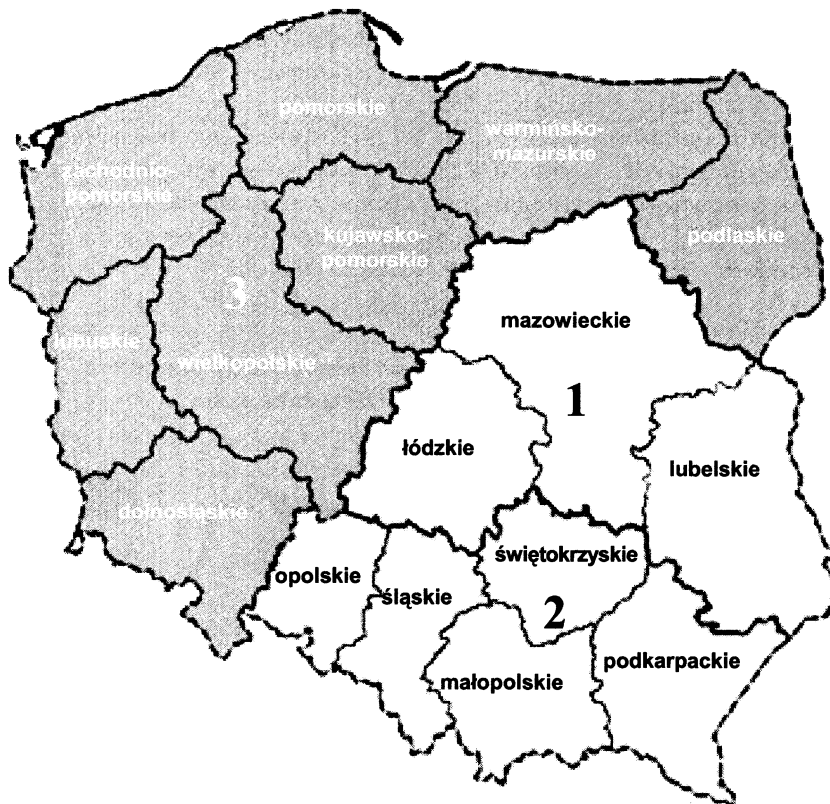 pomorskie
warmińsko-
mazurskie
zachodnio-
pomorskie
kujawsko-
pomorskie
podlaskie
3
mazowieckie
lubuskie
wielkopolskie
1
łódzkie
lubelskie
dolnośląskie
świętokrzyskie
opolskie
śląskie
2
podkarpackie
małopolskie